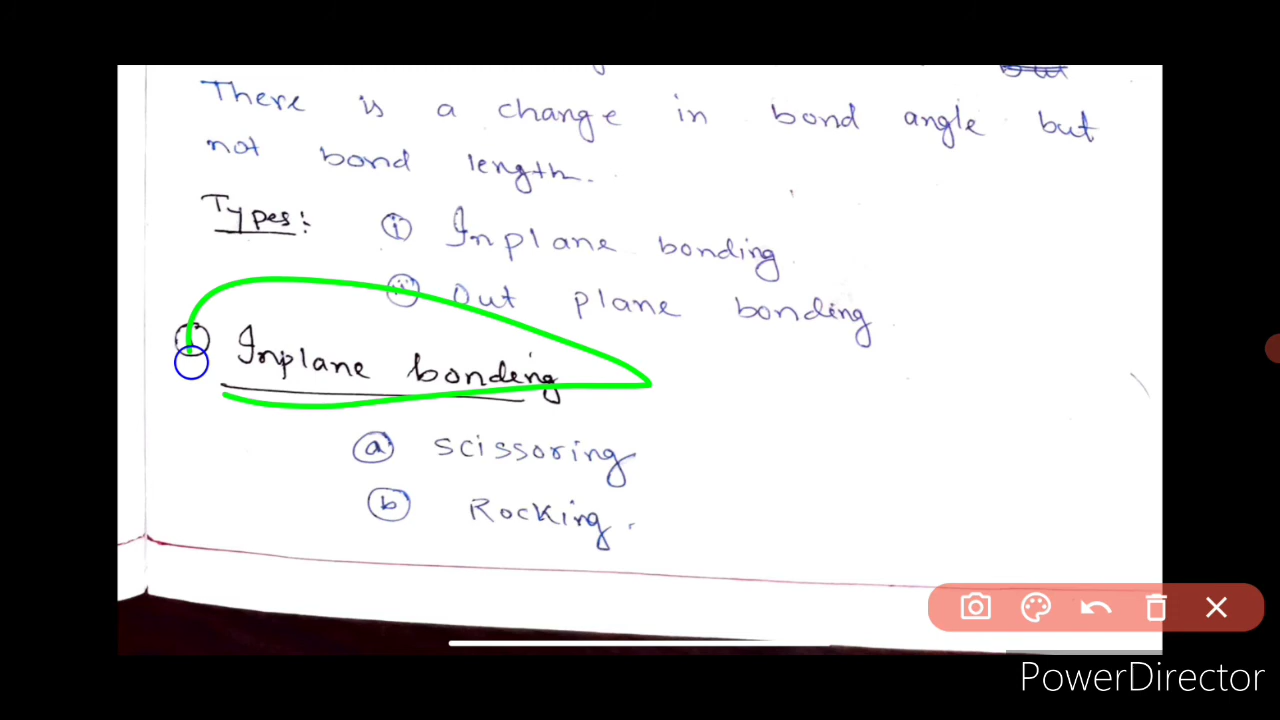 There is a change in bond angle but
not bond length.
Types:
(i) Inplane bonding
(ii) Out plane bonding
Inplane bonding
(a) scissoring
(b) Rocking.
PowerDirector